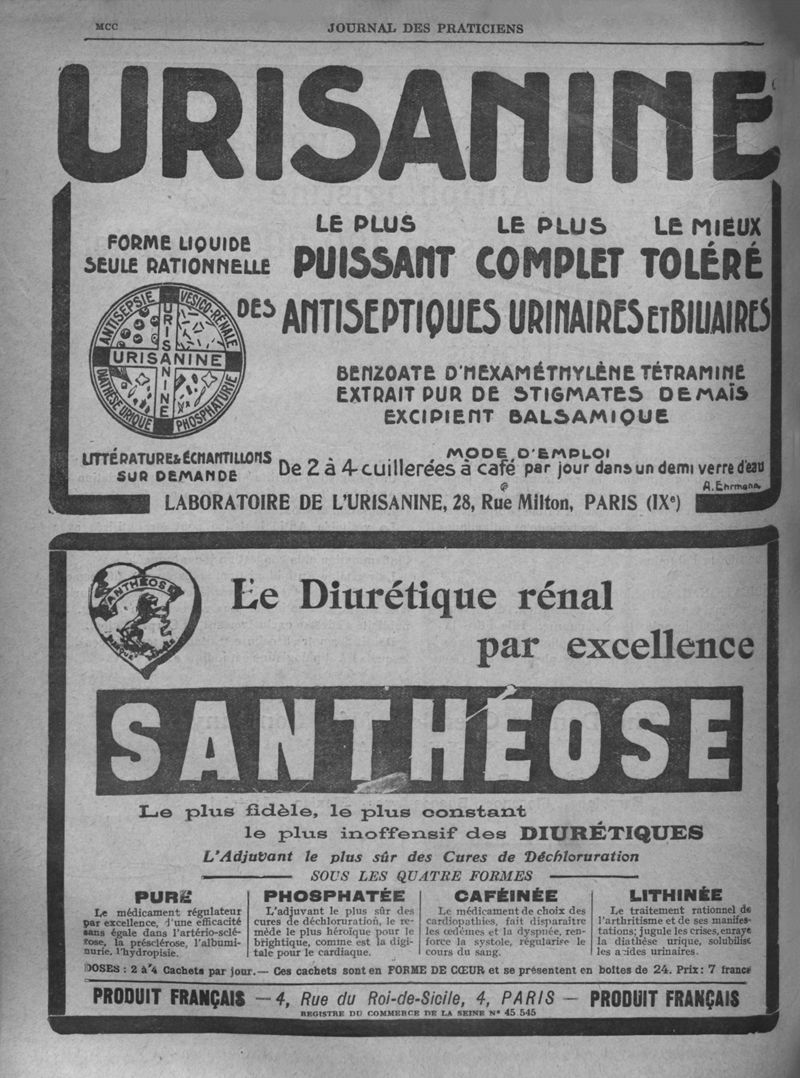 MCC
JOURNAL DES PRATICIENS
URISANINE
FORME LIQUIDE
SEULE RATIONNELLE
LE PLUS LE PLUS LE MIEUX
PUISSANT COMPLET TOLÉRÉ
DES ANTISEPTIQUES URINAIRES ET BILIAIRES
ANTISEPSIE VESICO-RÉNALE
URISANINE
URISANINE
DIATHÈSE URIQUE PHOSPHATURIE
BENZOATE D'HEXAMÉTHYLÈNE TÉTRAMINE
EXTRAIT PUR DE STIGMATES DE MAÏS
EXCIPIENT BALSAMIQUE
LITTÉRATURE & ÉCHANTILLONS
SUR DEMANDE
MODE D'EMPLOI
De 2 à 4 cuillerées à café par jour dans un demi verre d'eau
A. Ehrmann
LABORATOIRE DE L'URISANINE, 28, Rue Milton, PARIS (IXe)
SANTHÉOSE
Le Diurétique rénal
par excellence
SANTHÉOSE
Le plus fidèle, le plus constant
le plus inoffensif des DIURÉTIQUES
L'Adjuvant le plus sûr des Cures de Déchloruration
SOUS LES QUATRE FORMES
PURE
Le médicament régulateur
par excellence, d'une efficacité
sans égale dans l'artério-sclé-
rose, la présclérose, l'albumi-
nurie, l'hydropisie.
PHOSPHATÉE
L'adjuvant le plus sûr des
cures de déchloruration, le re-
mède le plus héroïque pour le
brightique, comme est la digi-
tale pour le cardiaque.
CAFÉINÉE
Le médicament de choix des
cardiopathies, fait disparaître
les œdèmes et la dyspnée, ren-
force la systole, régularise le
cours du sang.
LITHINÉE
Le traitement rationnel de
l'arthritisme et de ses manifes-
tations; jugule les crises, enraye
la diathèse urique, solubilise
les acides urinaires.
DOSES : 2 à 4 Cachets par jour. — Ces cachets sont en FORME DE CŒUR et se présentent en boîtes de 24. Prix: 7 francs
PRODUIT FRANÇAIS — 4, Rue du Roi-de-Sicile, 4, PARIS — PRODUIT FRANÇAIS
REGISTRE DU COMMERCE DE LA SEINE N° 45 545